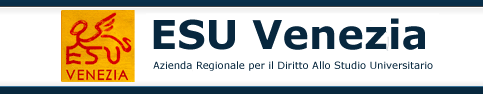 ESU
VENEZIA
ESU Venezia
Azienda Regionale per il Diritto Allo Studio Universitario